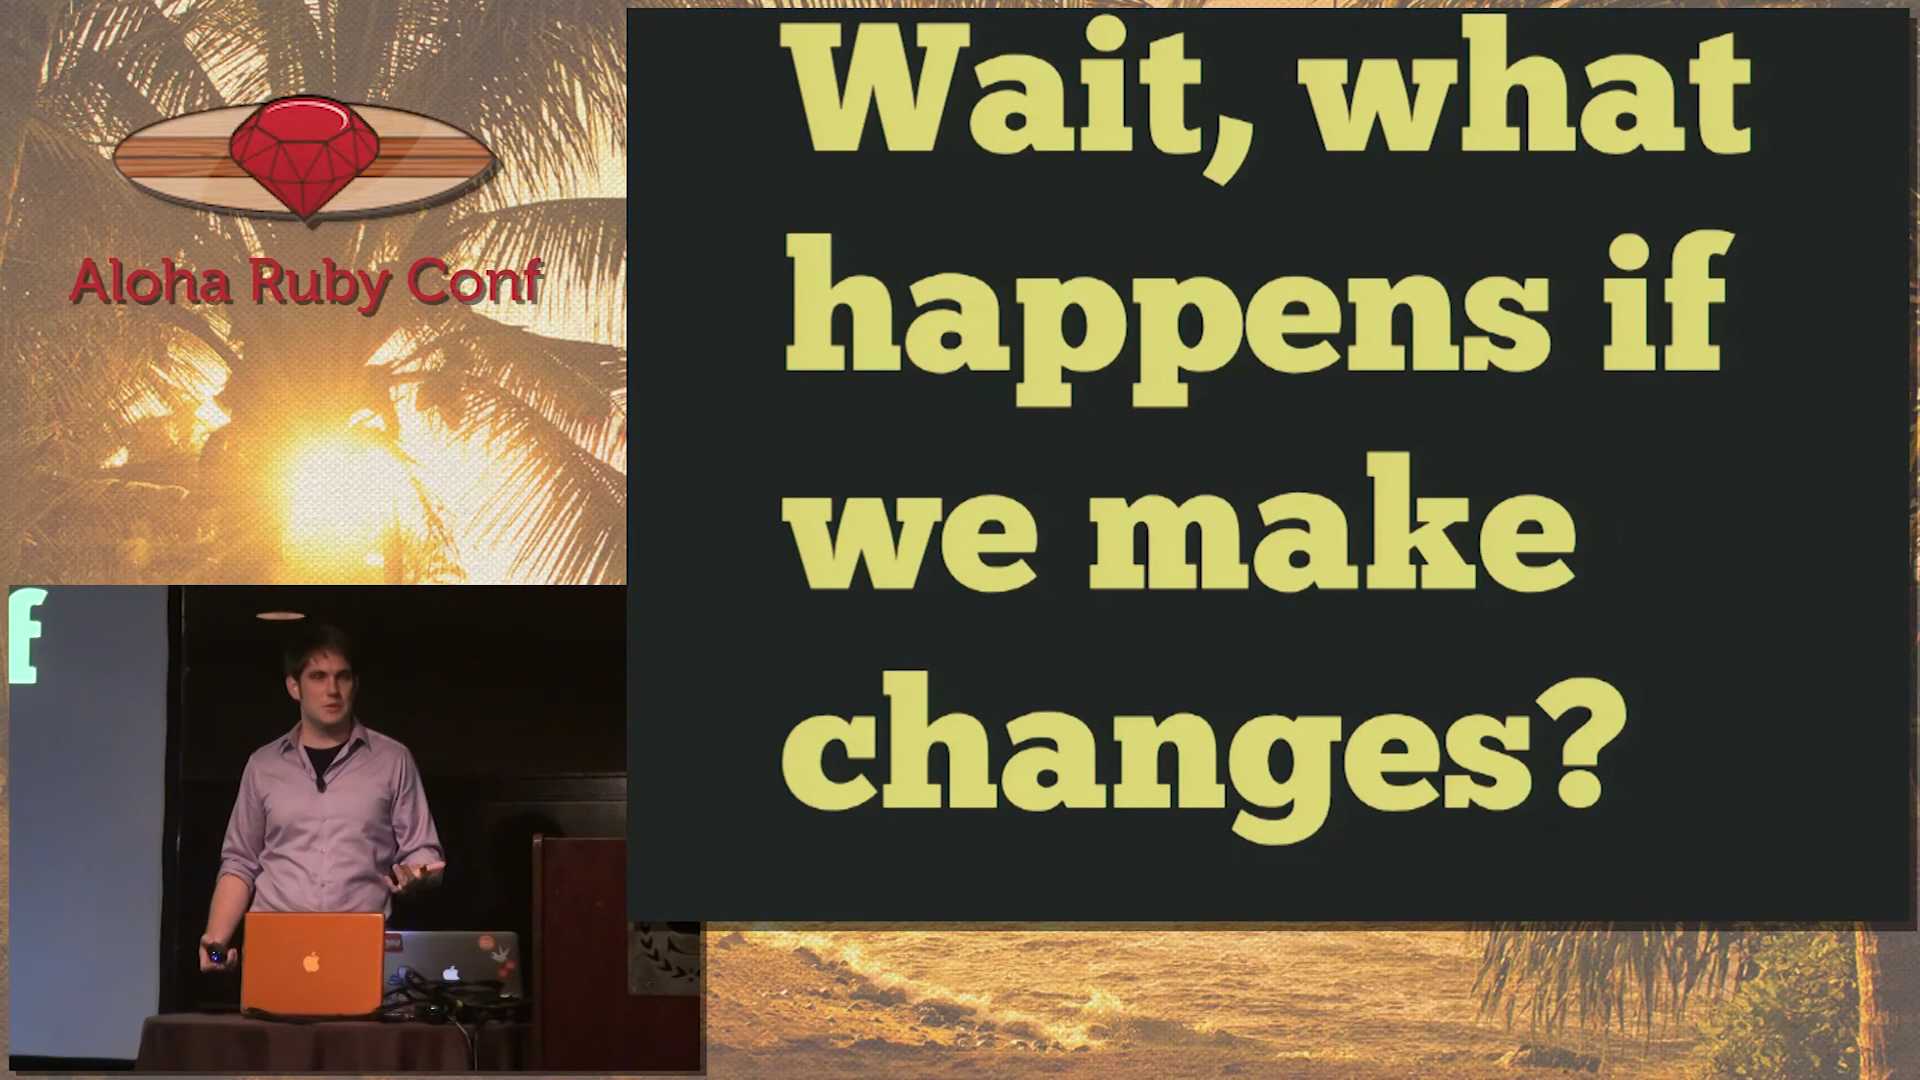 Aloha Ruby Conf
Wait, what
happens if
we make
changes?
f